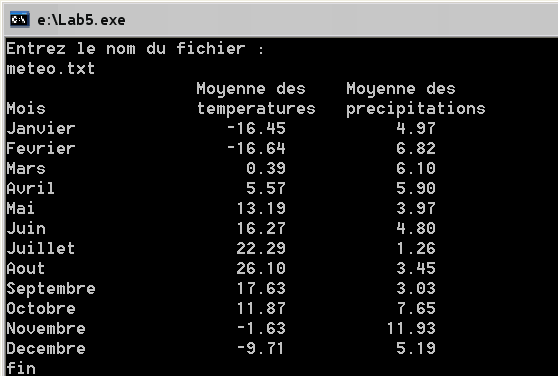 e:\Lab5.exe
Entrez le nom du fichier :
meteo.txt
Moyenne des Moyenne des
Mois temperatures precipitations
Janvier -16.45 4.97
Fevrier -16.64 6.82
Mars 0.39 6.10
Avril 5.57 5.90
Mai 13.19 3.97
Juin 16.27 4.80
Juillet 22.29 1.26
Aout 26.10 3.45
Septembre 17.63 3.03
Octobre 11.87 7.65
Novembre -1.63 11.93
Decembre -9.71 5.19
fin